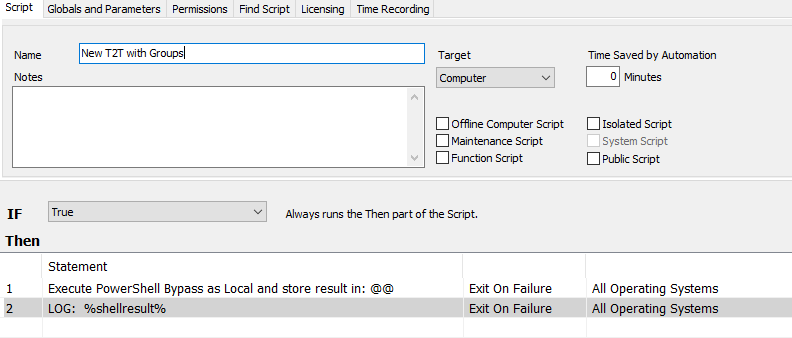 Script Globals and Parameters Permissions Find Script Licensing Time Recording
Name New T2T with Groups Target Time Saved by Automation
Computer 0 Minutes
Notes
Offline Computer Script Isolated Script
Maintenance Script System Script
Function Script Public Script
IF True Always runs the Then part of the Script.
Then
Statement
1 Execute PowerShell Bypass as Local and store result in: @@ Exit On Failure All Operating Systems
2 LOG: %shellresult% Exit On Failure All Operating Systems